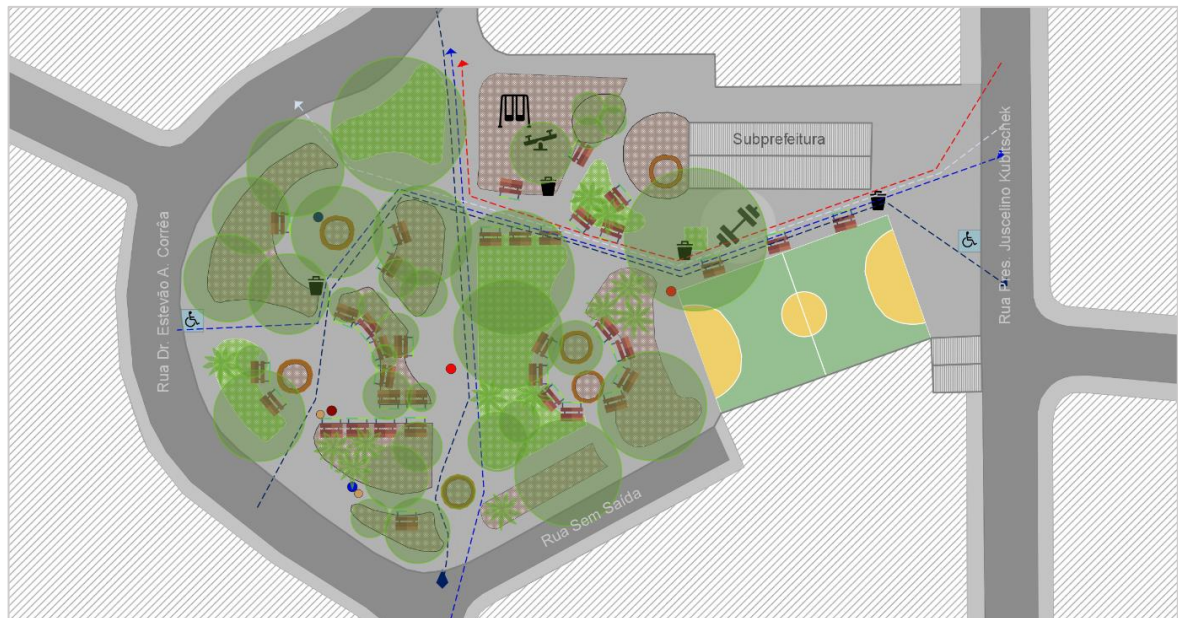 Subprefeitura
Rua Dr. Estevão A. Corrêa
Rua Pres. Juscelino Kubitschek
Rua Sem Saída